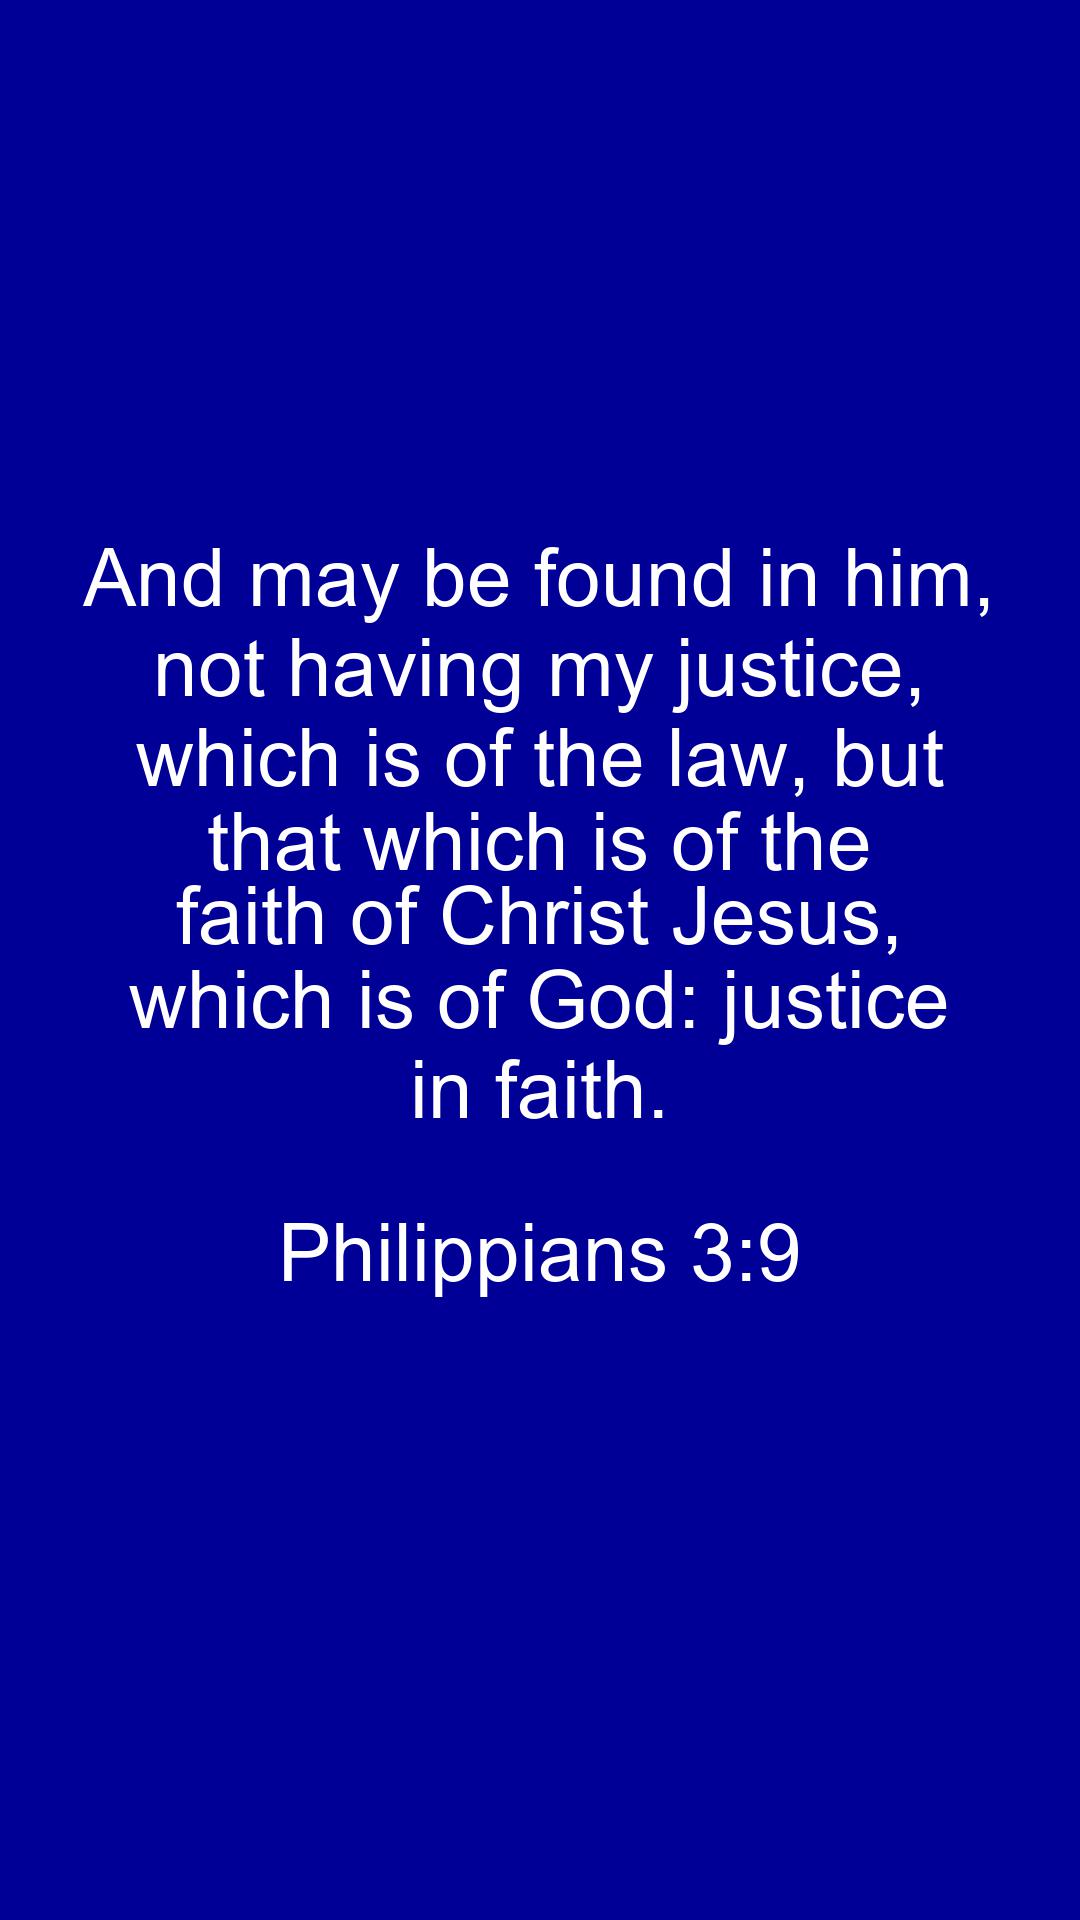 And may be found in him,
not having my justice,
which is of the law, but
that which is of the
faith of Christ Jesus,
which is of God: justice
in faith.
Philippians 3:9